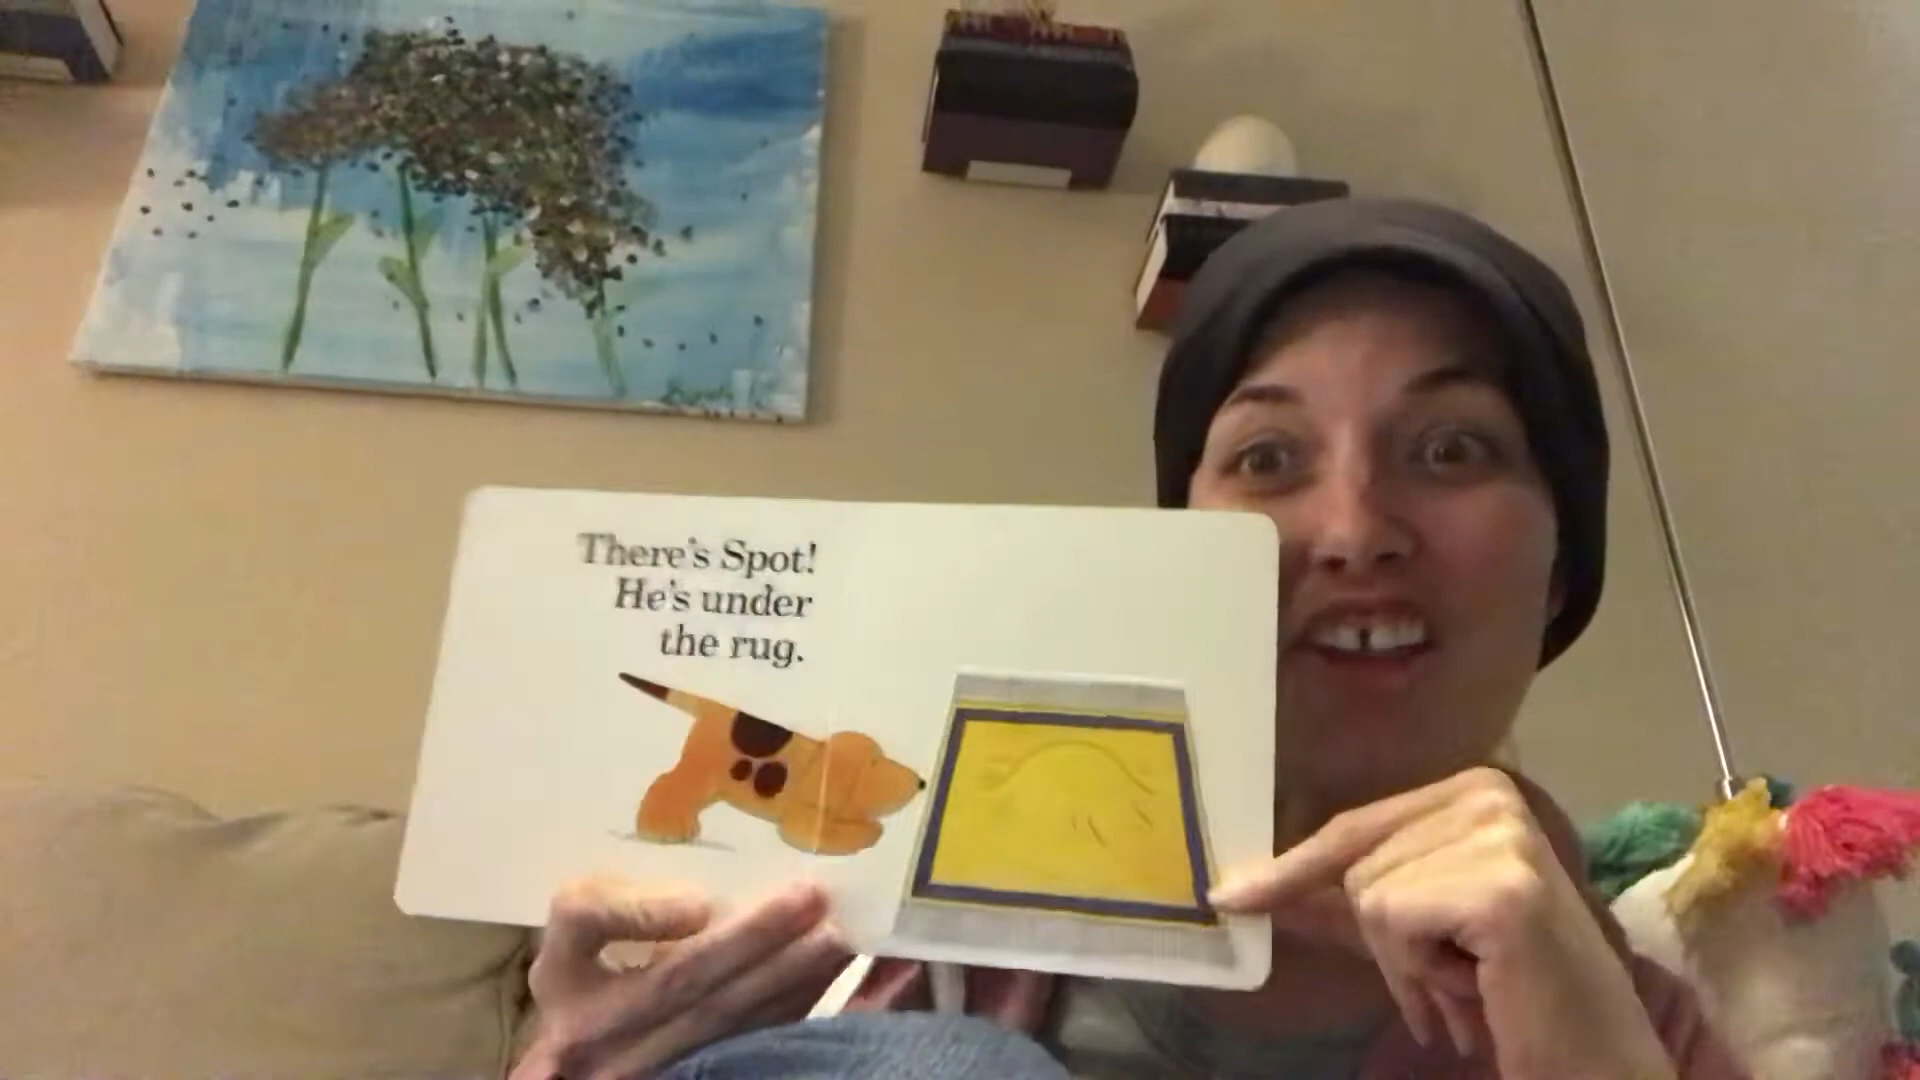 There's Spot!
He's under
the rug.